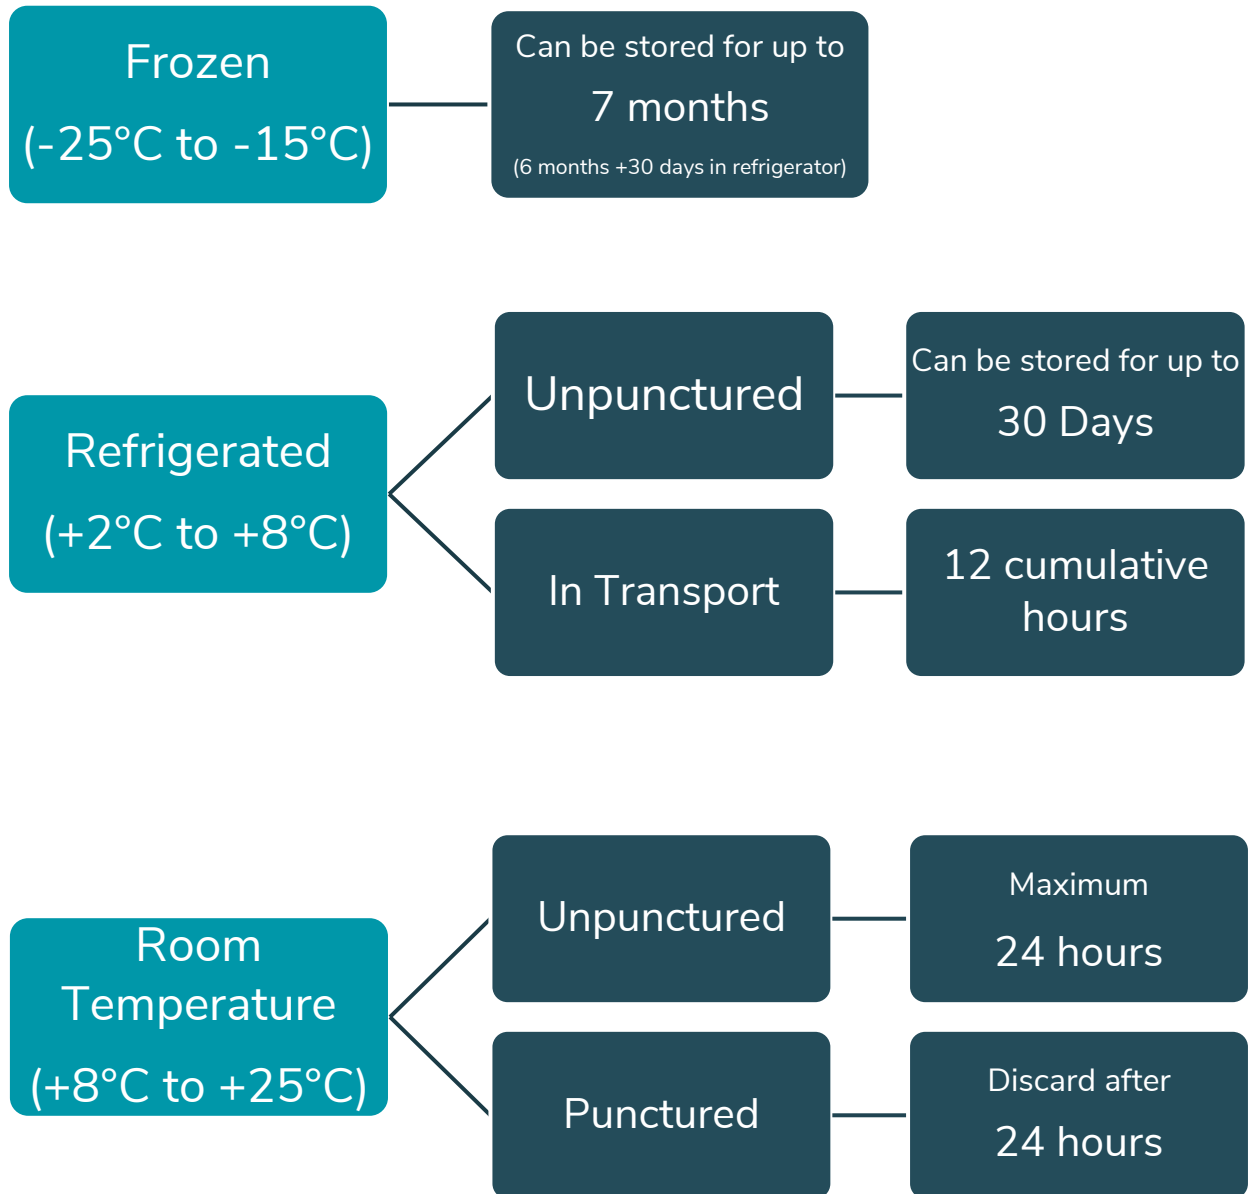 Frozen
(-25°C to -15°C)
Can be stored for up to
7 months
(6 months +30 days in refrigerator)
Refrigerated
(+2°C to +8°C)
Unpunctured
Can be stored for up to
30 Days
In Transport
12 cumulative
hours
Room
Temperature
(+8°C to +25°C)
Unpunctured
Maximum
24 hours
Punctured
Discard after
24 hours